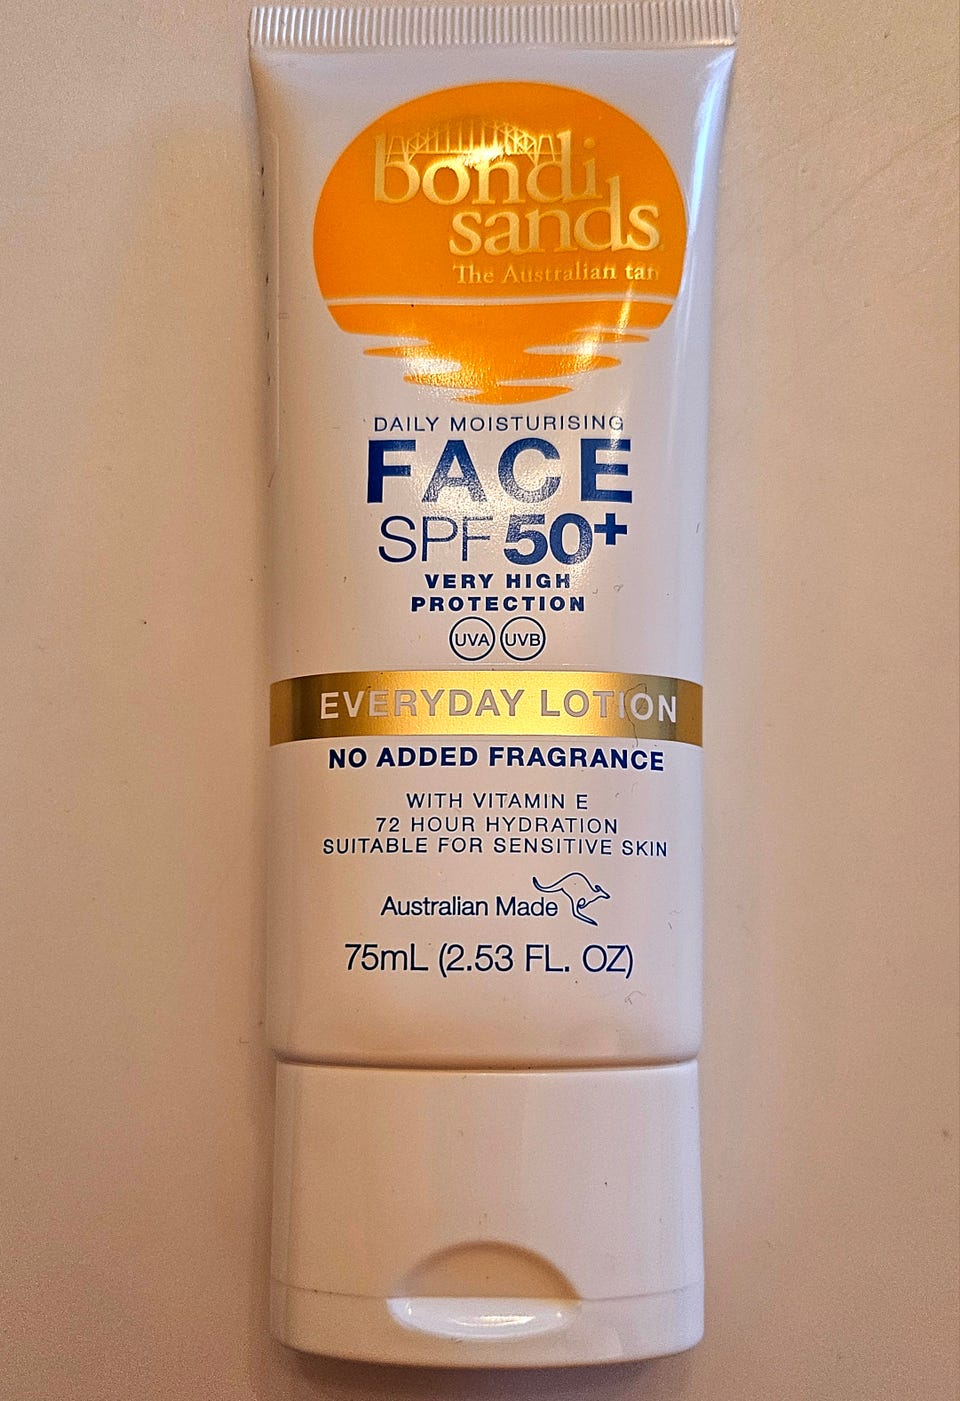 bondi
sands
The Australian tan
DAILY MOISTURISING
FACE
SPF 50+
VERY HIGH
PROTECTION
UVA UVB
EVERYDAY LOTION
NO ADDED FRAGRANCE
WITH VITAMIN E
72 HOUR HYDRATION
SUITABLE FOR SENSITIVE SKIN
Australian Made
75mL (2.53 FL. OZ)